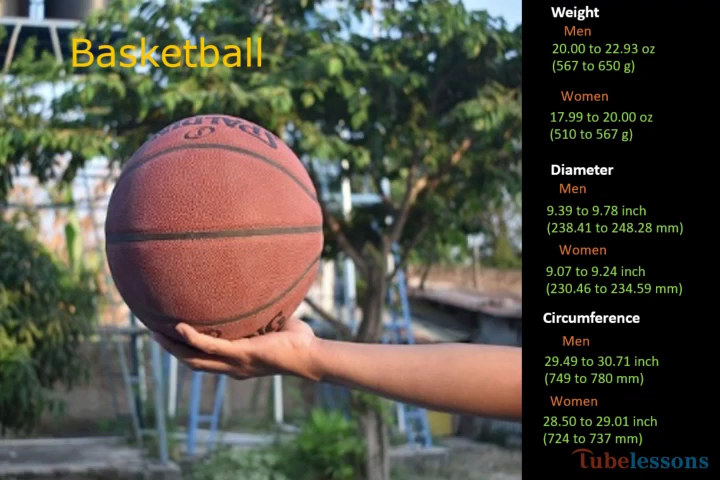 Basketball
SPALDING
Weight
Men
20.00 to 22.93 oz
(567 to 650 g)
Women
17.99 to 20.00 oz
(510 to 567 g)
Diameter
Men
9.39 to 9.78 inch
(238.41 to 248.28 mm)
Women
9.07 to 9.24 inch
(230.46 to 234.59 mm)
Circumference
Men
29.49 to 30.71 inch
(749 to 780 mm)
Women
28.50 to 29.01 inch
(724 to 737 mm)
Tubelessons